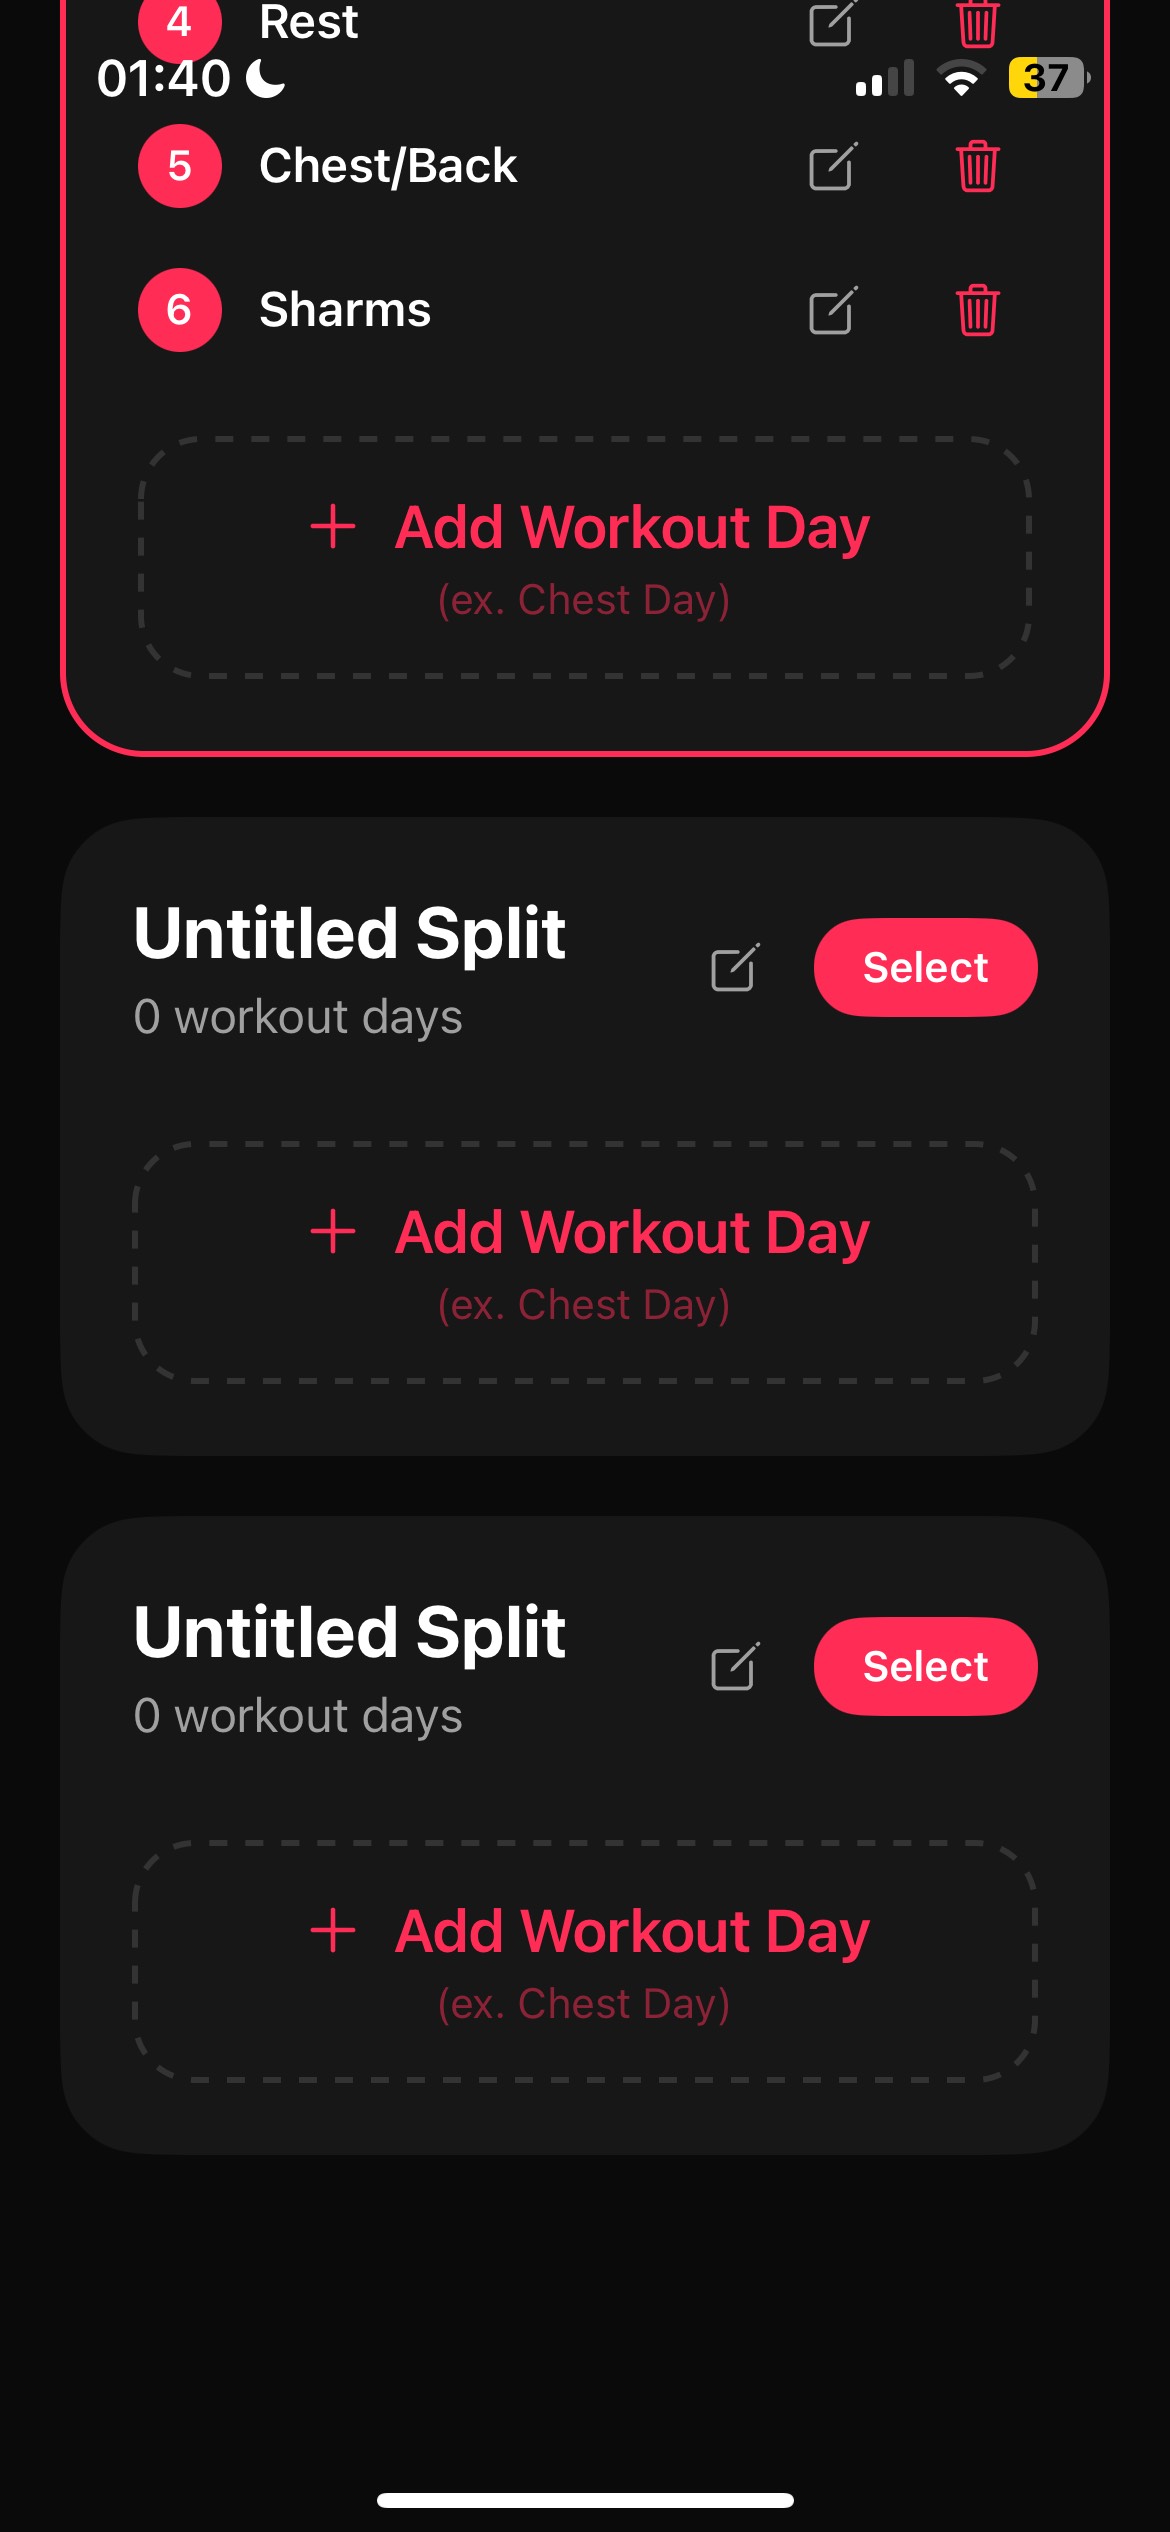 4 Rest
01:40 37
5 Chest/Back
6 Sharms
+ Add Workout Day
(ex. Chest Day)
Untitled Split
Select
0 workout days
+ Add Workout Day
(ex. Chest Day)
Untitled Split
Select
0 workout days
+ Add Workout Day
(ex. Chest Day)